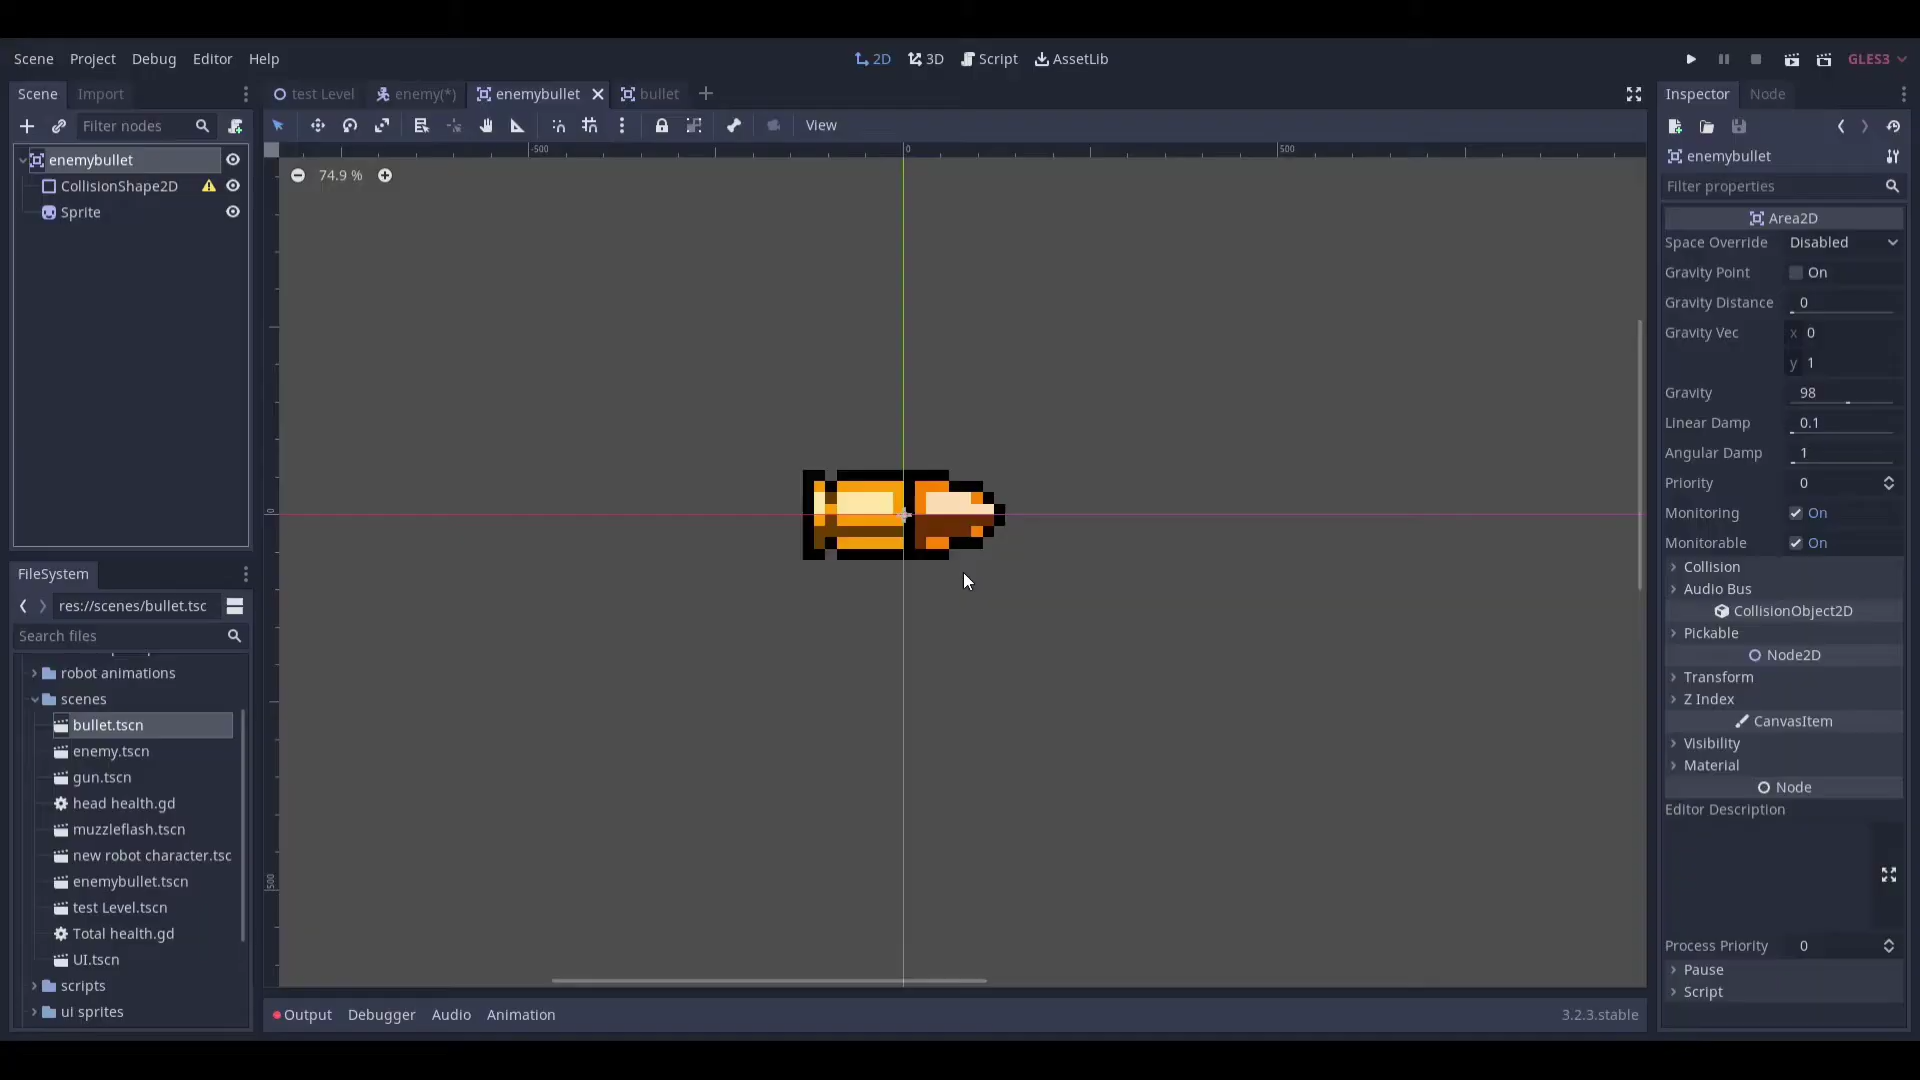 Scene Project Debug Editor Help
2D 3D Script AssetLib
GLES3
Scene Import
test Level enemy(*) enemybullet bullet
Filter nodes
View
enemybullet
CollisionShape2D
Sprite
-500 0 500
74.9 %
0
500
FileSystem
res://scenes/bullet.tsc
Search files
robot animations
scenes
bullet.tscn
enemy.tscn
gun.tscn
head health.gd
muzzleflash.tscn
new robot character.tsc
enemybullet.tscn
test Level.tscn
Total health.gd
UI.tscn
scripts
ui sprites
Output Debugger Audio Animation
3.2.3.stable
Inspector Node
enemybullet
Filter properties
Area2D
Space Override Disabled
Gravity Point On
Gravity Distance 0
Gravity Vec x 0
y 1
Gravity 98
Linear Damp 0.1
Angular Damp 1
Priority 0
Monitoring On
Monitorable On
Collision
Audio Bus
CollisionObject2D
Pickable
Node2D
Transform
Z Index
CanvasItem
Visibility
Material
Node
Editor Description
Process Priority 0
Pause
Script